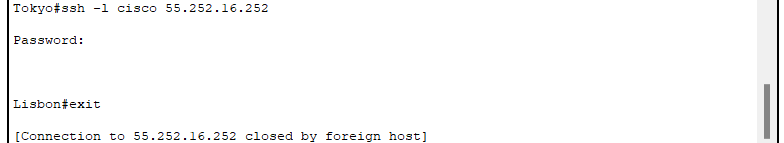 Tokyo#ssh -l cisco 55.252.16.252
Password:
Lisbon#exit
[Connection to 55.252.16.252 closed by foreign host]